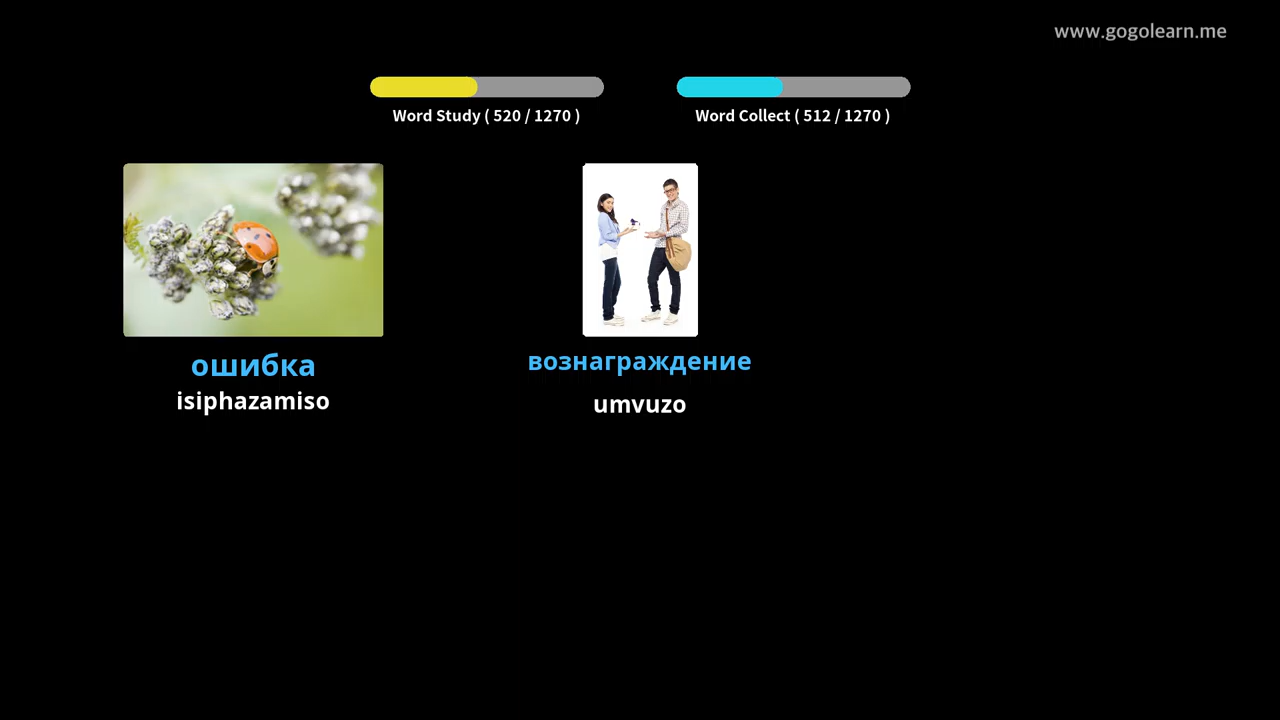 www.gogolearn.me
Word Study ( 520 / 1270 )
Word Collect ( 512 / 1270 )
ошибка
isiphazamiso
вознаграждение
umvuzo